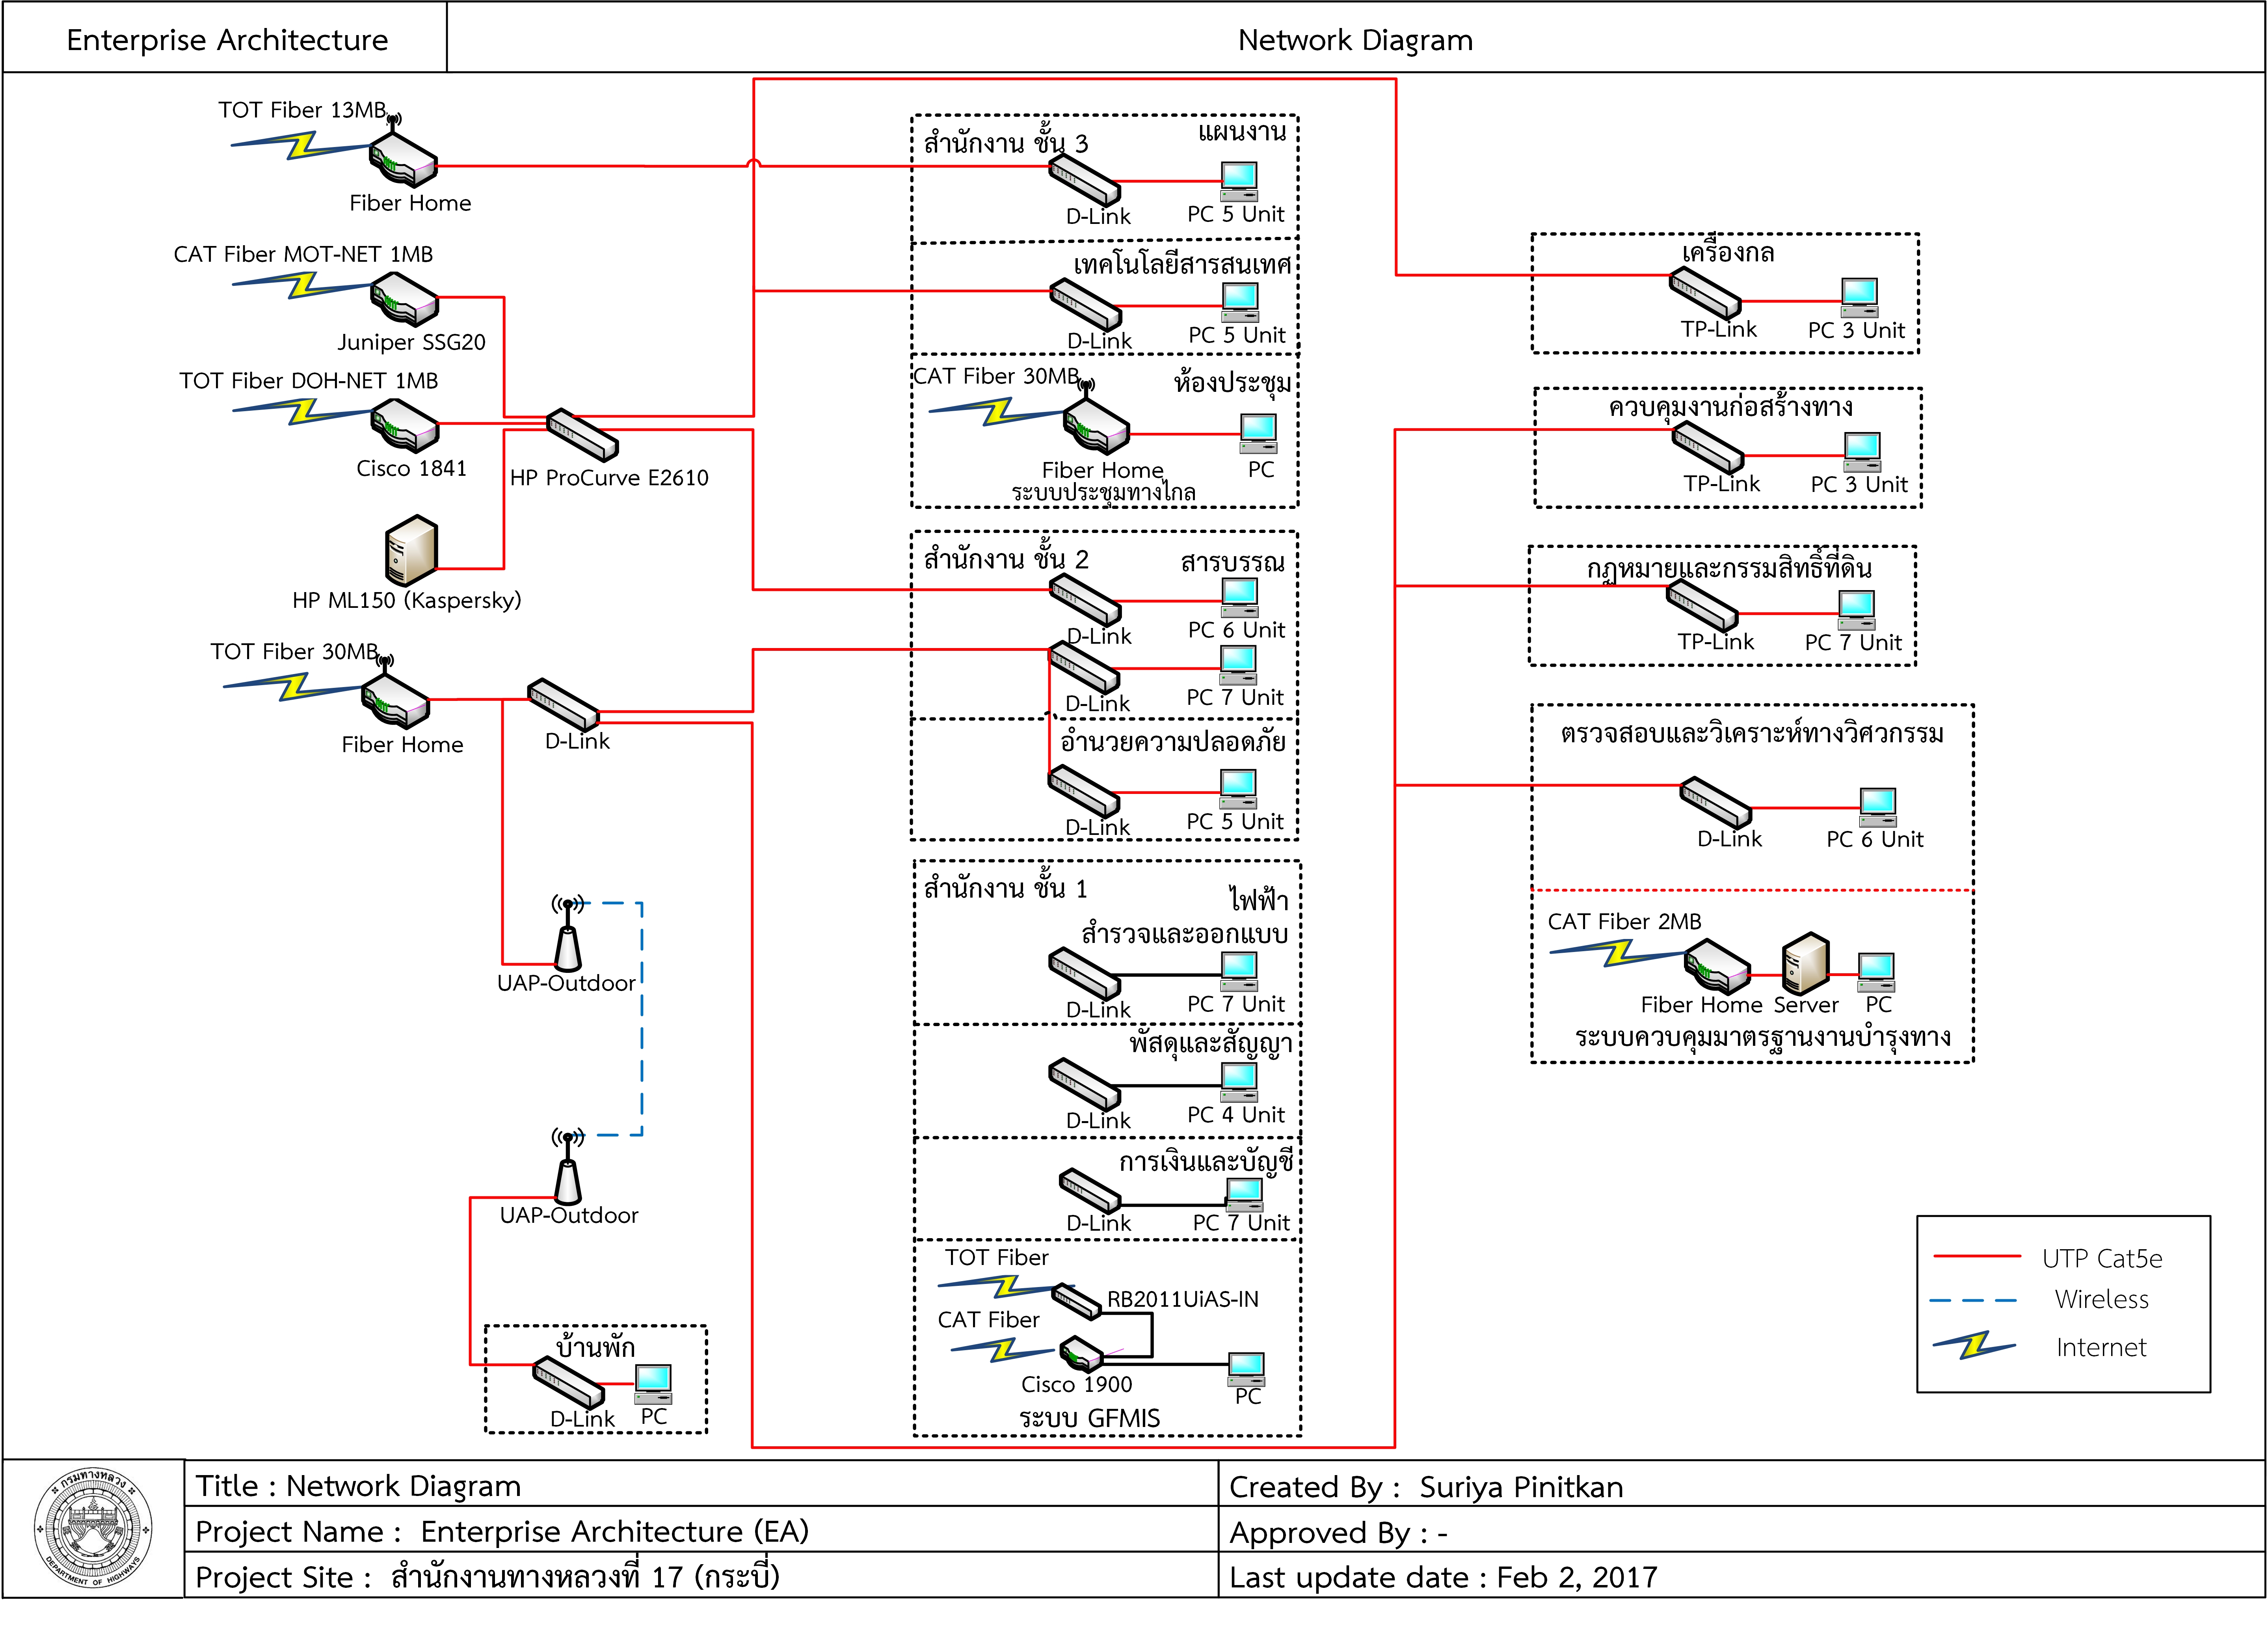 Enterprise Architecture
Network Diagram
TOT Fiber 13MB
Fiber Home
CAT Fiber MOT-NET 1MB
Juniper SSG20
TOT Fiber DOH-NET 1MB
Cisco 1841
HP ProCurve E2610
HP ML150 (Kaspersky)
TOT Fiber 30MB
Fiber Home
D-Link
UAP-Outdoor
UAP-Outdoor
บ้านพัก
D-Link
PC
สำนักงาน ชั้น 3
แผนงาน
D-Link
PC 5 Unit
เทคโนโลยีสารสนเทศ
D-Link
PC 5 Unit
CAT Fiber 30MB
ห้องประชุม
Fiber Home
PC
ระบบประชุมทางไกล
สำนักงาน ชั้น 2
สารบรรณ
D-Link
PC 6 Unit
D-Link
PC 7 Unit
อำนวยความปลอดภัย
D-Link
PC 5 Unit
สำนักงาน ชั้น 1
ไฟฟ้า
สำรวจและออกแบบ
D-Link
PC 7 Unit
พัสดุและสัญญา
D-Link
PC 4 Unit
การเงินและบัญชี
D-Link
PC 7 Unit
TOT Fiber
RB2011UiAS-IN
CAT Fiber
Cisco 1900
PC
ระบบ GFMIS
เครื่องกล
TP-Link
PC 3 Unit
ควบคุมงานก่อสร้างทาง
TP-Link
PC 3 Unit
กฎหมายและกรรมสิทธิ์ที่ดิน
TP-Link
PC 7 Unit
ตรวจสอบและวิเคราะห์ทางวิศวกรรม
D-Link
PC 6 Unit
CAT Fiber 2MB
Fiber Home
Server
PC
ระบบควบคุมมาตรฐานงานบำรุงทาง
UTP Cat5e
Wireless
Internet
กรมทางหลวง
DEPARTMENT OF HIGHWAYS
Title : Network Diagram
Created By : Suriya Pinitkan
Project Name : Enterprise Architecture (EA)
Approved By : -
Project Site : สำนักงานทางหลวงที่ 17 (กระบี่)
Last update date : Feb 2, 2017